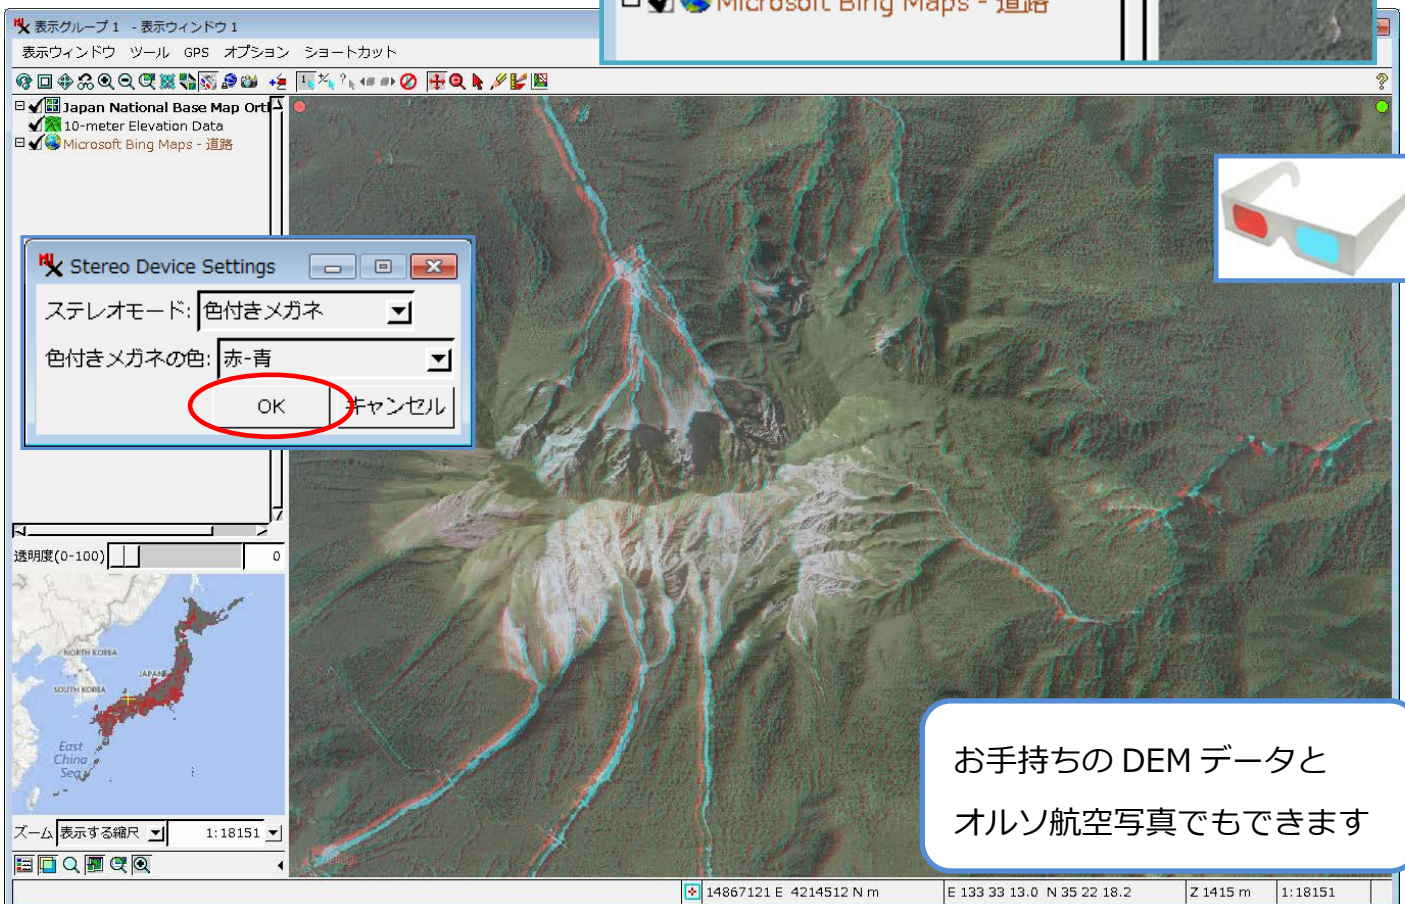 Microsoft Bing Maps - 道路
表示グループ 1 - 表示ウィンドウ 1
表示ウィンドウ ツール GPS オプション ショートカット
Japan National Base Map Ort
10-meter Elevation Data
Microsoft Bing Maps - 道路
Stereo Device Settings
ステレオモード: 色付きメガネ
色付きメガネの色: 赤-青
OK キャンセル
透明度(0-100) 0
NORTH KOREA
JAPAN
SOUTH KOREA
East
China
Sea
ズーム 表示する縮尺 1:18151
お手持ちの DEM データと
オルソ航空写真でもできます
14867121 E 4214512 N m E 133 33 13.0 N 35 22 18.2 Z 1415 m 1:18151